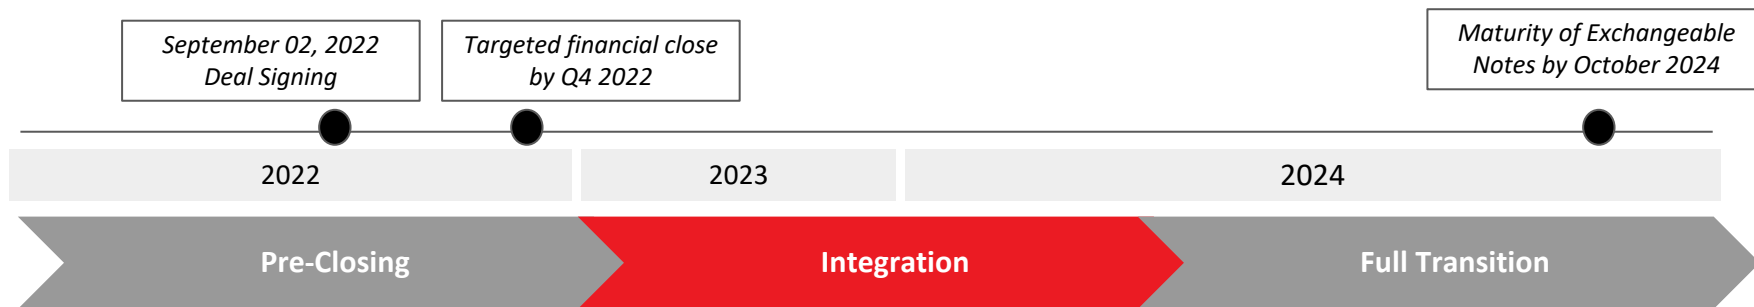 September 02, 2022
Deal Signing
Targeted financial close
by Q4 2022
Maturity of Exchangeable
Notes by October 2024
2022
2023
2024
Pre-Closing
Integration
Full Transition